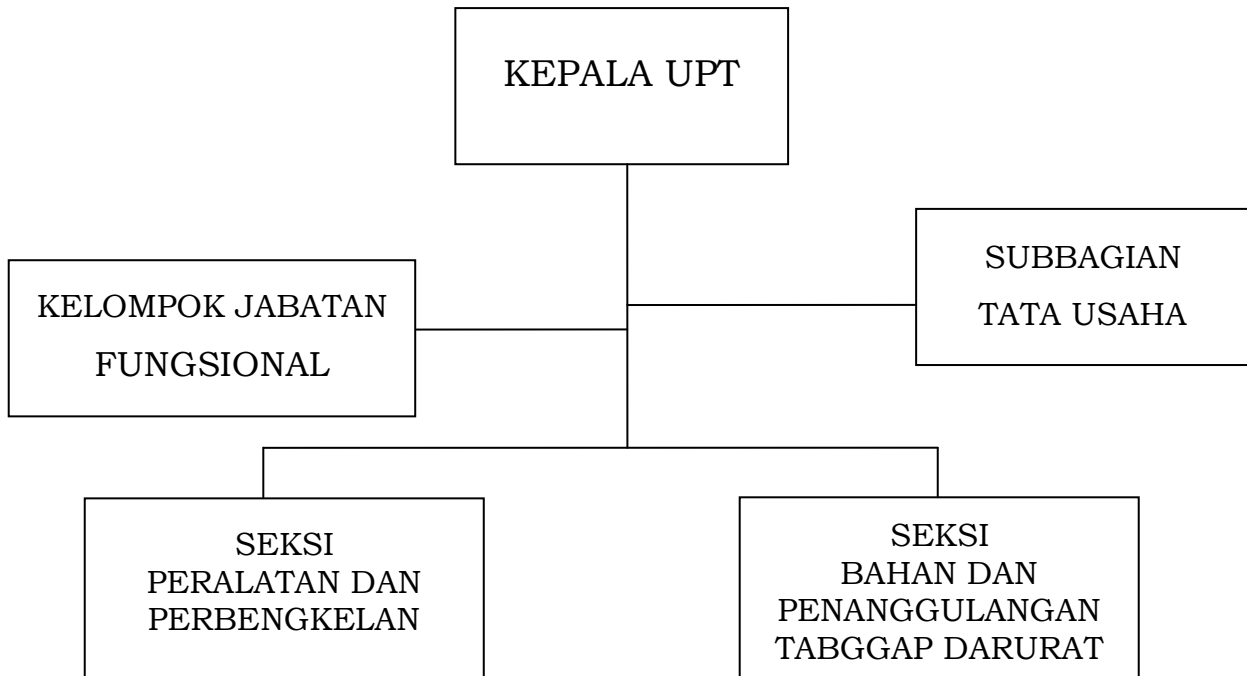 KEPALA UPT
SUBBAGIAN
TATA USAHA
KELOMPOK JABATAN
FUNGSIONAL
SEKSI
PERALATAN DAN
PERBENGKELAN
SEKSI
BAHAN DAN
PENANGGULANGAN
TABGGAP DARURAT